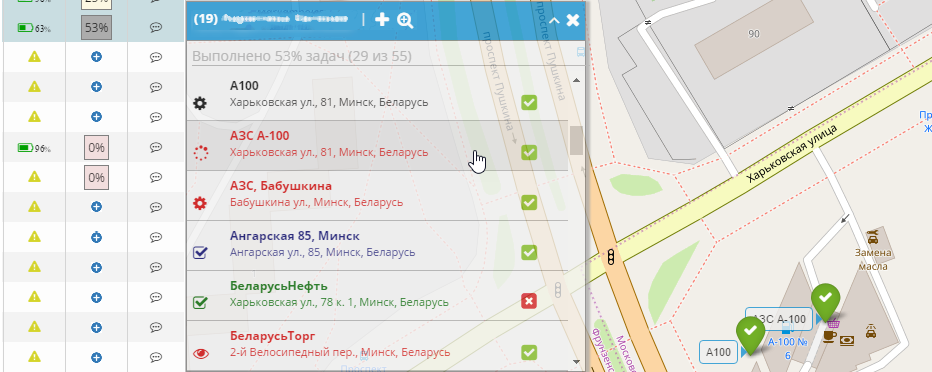 63%
53%
96%
0%
0%
(19)
Выполнено 53% задач (29 из 55)
А100
Харьковская ул., 81, Минск, Беларусь
АЗС А-100
Харьковская ул., 81, Минск, Беларусь
АЗС, Бабушкина
Бабушкина ул., Минск, Беларусь
Ангарская 85, Минск
Ангарская ул., 85, Минск, Беларусь
БеларусьНефть
Харьковская ул., 78 к. 1, Минск, Беларусь
БеларусьТорг
2-й Велосипедный пер., Минск, Беларусь
Проспект
проспект Пушкина
проспект Пушкина
90
Харьковская улица
Замена
масла
АЗС А-100
А100
А-100 №
6